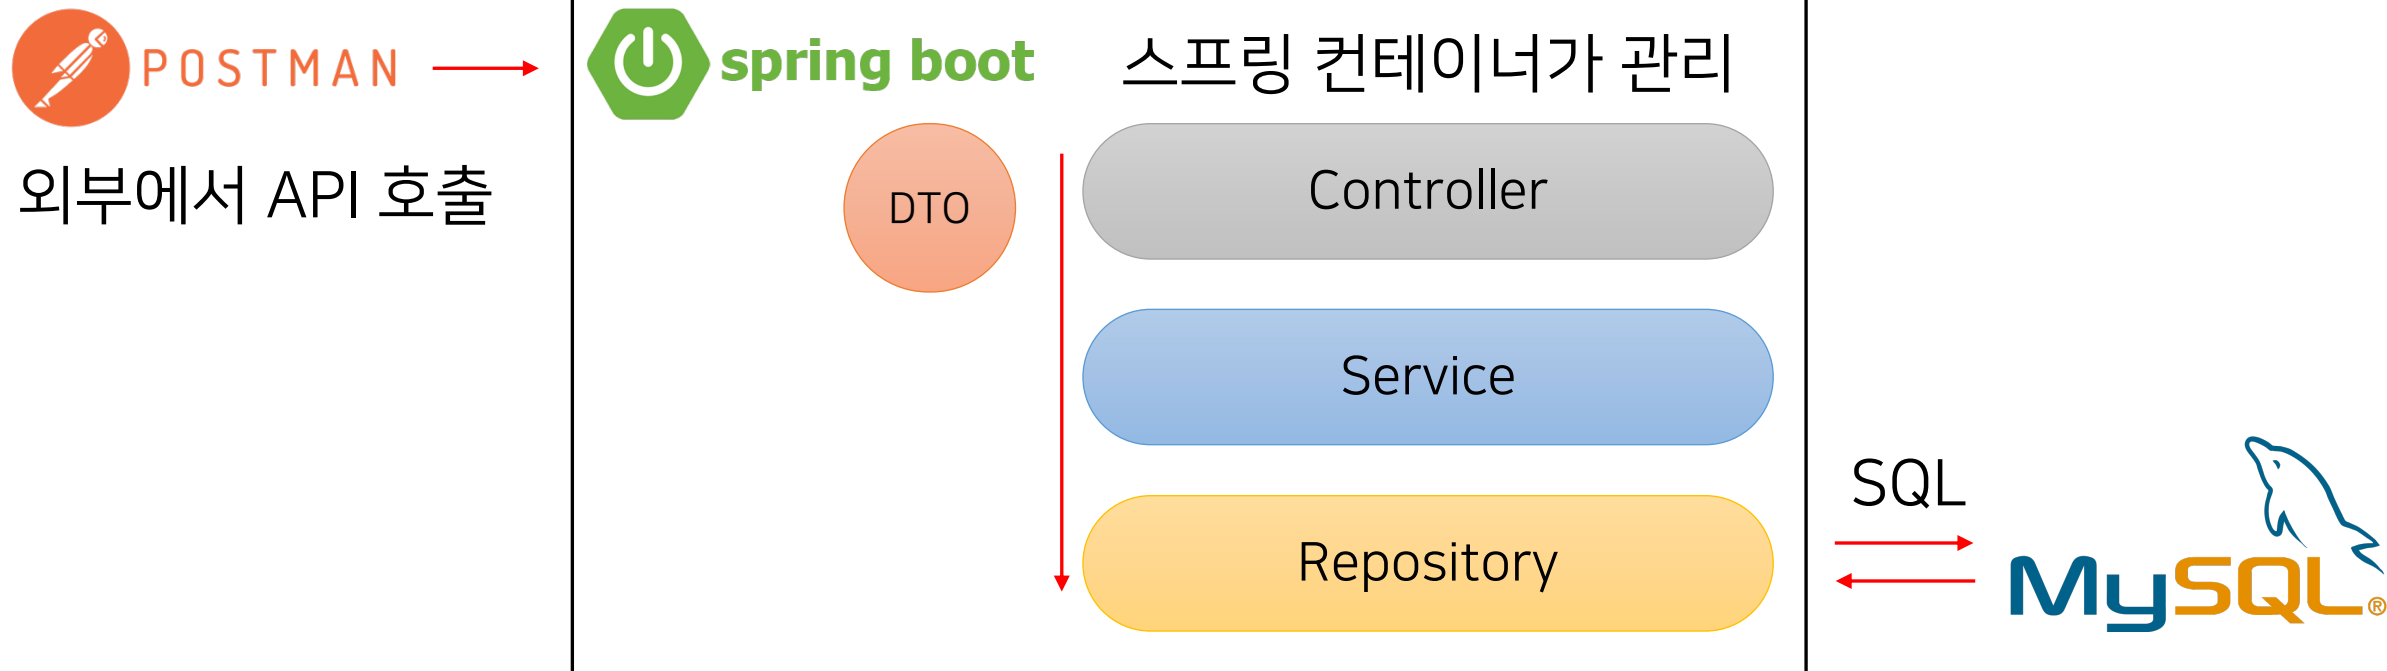 POSTMAN
외부에서 API 호출
spring boot
스프링 컨테이너가 관리
DTO
Controller
Service
Repository
SQL
MySQL®